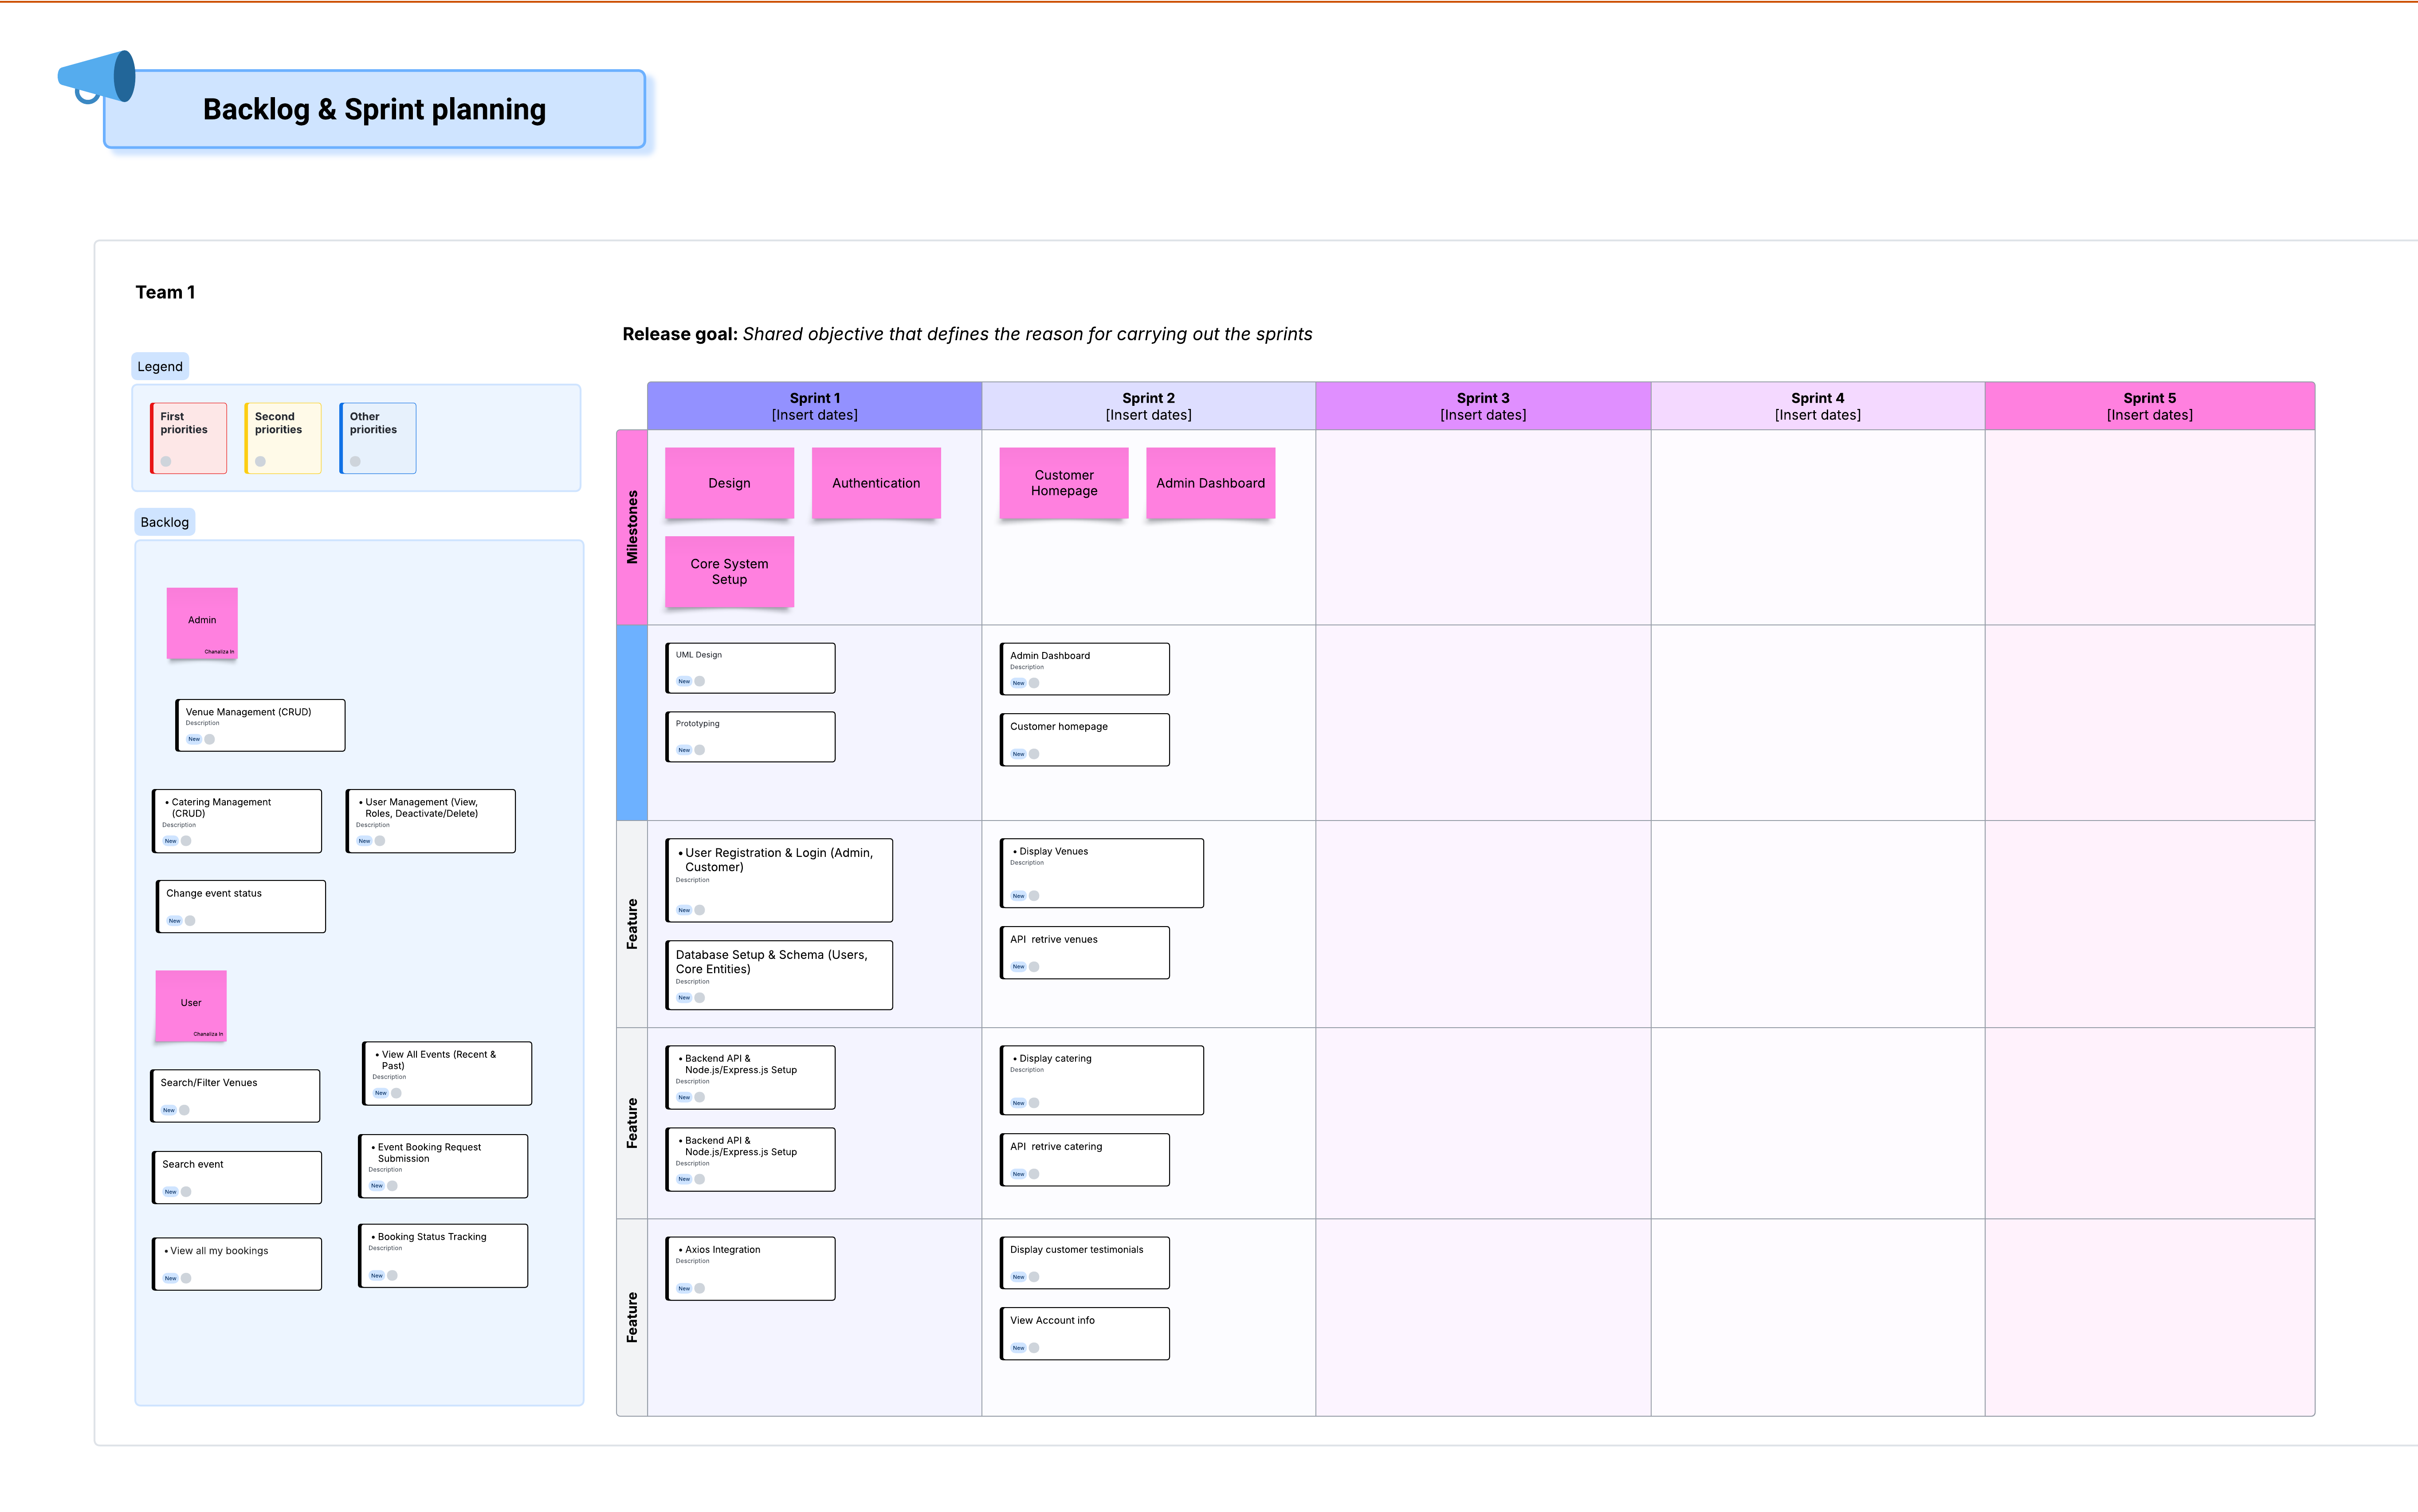 Backlog & Sprint planning
Team 1
Release goal: Shared objective that defines the reason for carrying out the sprints
Legend
First
priorities
Second
priorities
Other
priorities
Backlog
Admin
Chanaliza In
Venue Management (CRUD)
Description
New
• Catering Management
(CRUD)
Description
New
• User Management (View,
Roles, Deactivate/Delete)
Description
New
Change event status
New
User
Chanaliza In
• View All Events (Recent &
Past)
Description
New
Search/Filter Venues
New
• Event Booking Request
Submission
Description
New
Search event
New
• Booking Status Tracking
Description
New
• View all my bookings
New
Sprint 1
[Insert dates]
Sprint 2
[Insert dates]
Sprint 3
[Insert dates]
Sprint 4
[Insert dates]
Sprint 5
[Insert dates]
Milestones
Design
Authentication
Core System
Setup
Customer
Homepage
Admin Dashboard
UML Design
New
Prototyping
New
Admin Dashboard
Description
New
Customer homepage
New
Feature
• User Registration & Login (Admin,
Customer)
Description
New
Database Setup & Schema (Users,
Core Entities)
Description
New
• Display Venues
Description
New
API  retrive venues
New
Feature
• Backend API &
Node.js/Express.js Setup
Description
New
• Backend API &
Node.js/Express.js Setup
Description
New
• Display catering
Description
New
API  retrive catering
New
Feature
• Axios Integration
Description
New
Display customer testimonials
New
View Account info
New